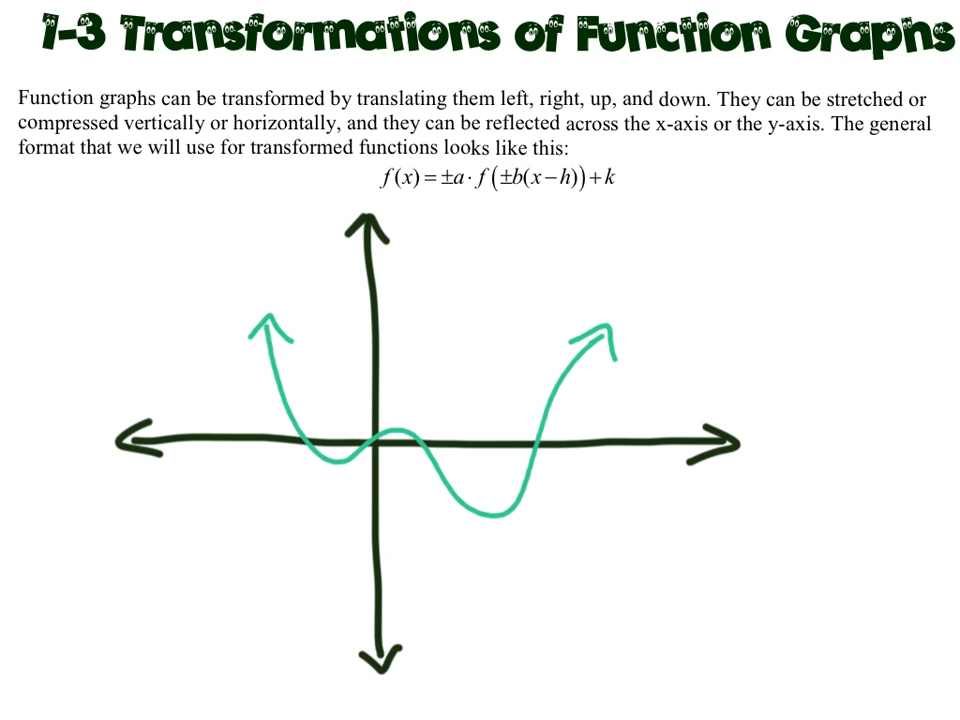 1-3 Transformations of Function Graphs
Function graphs can be transformed by translating them left, right, up, and down. They can be stretched or
compressed vertically or horizontally, and they can be reflected across the x-axis or the y-axis. The general
format that we will use for transformed functions looks like this:
f(x)=±a·f(±b(x−h))+k